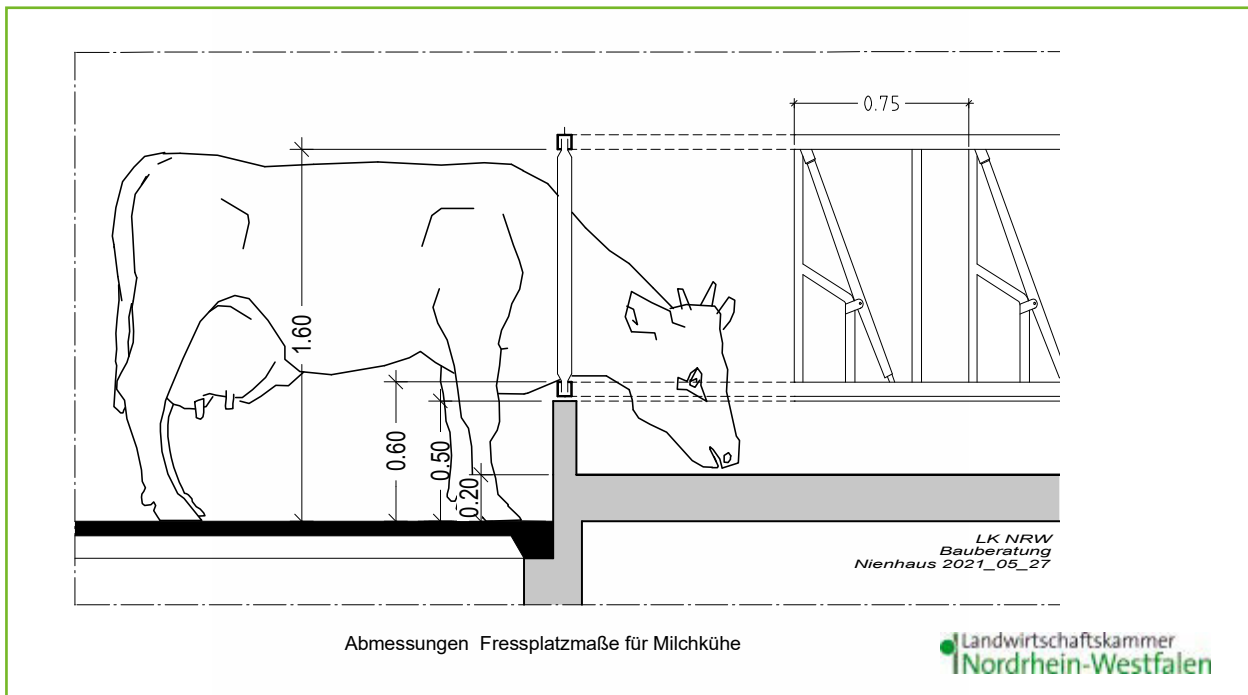 0.75
1.60
0.60
0.50
0.20
LK NRW
Bauberatung
Nienhaus 2021_05_27
Abmessungen Fressplatzmaße für Milchkühe
Landwirtschaftskammer
Nordrhein-Westfalen